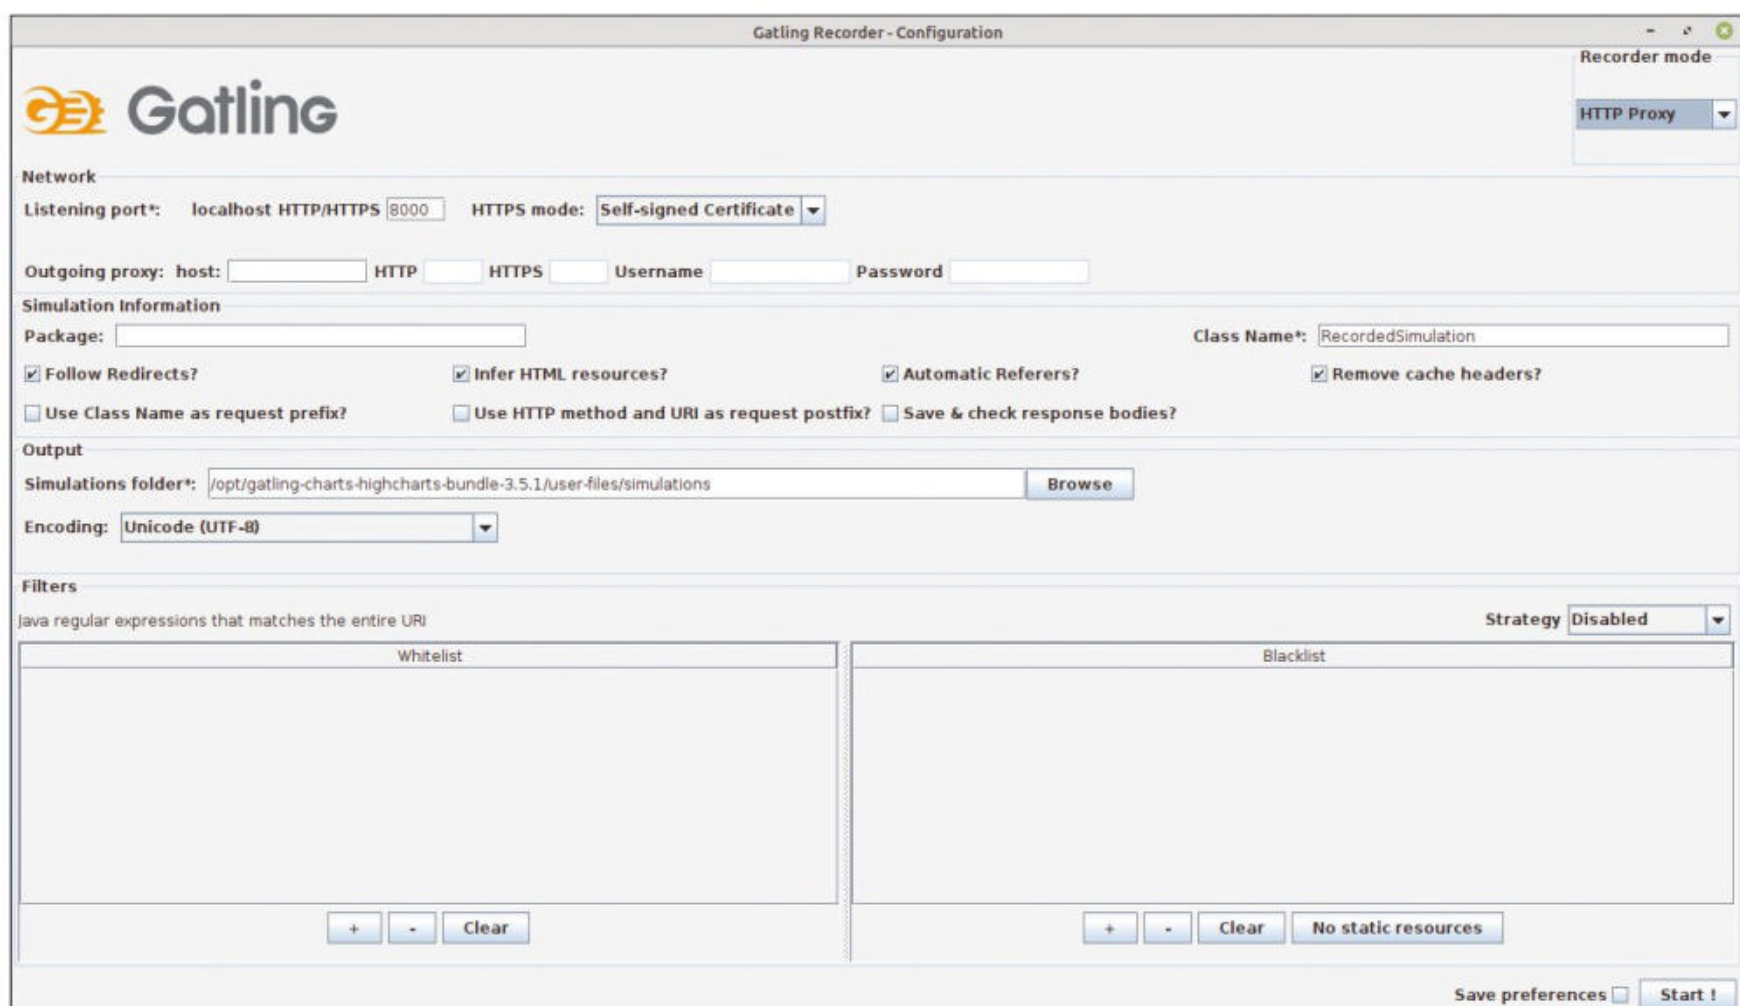 Gatling Recorder - Configuration
Recorder mode
Gatling
HTTP Proxy
Network
Listening port*: localhost HTTP/HTTPS 8000 HTTPS mode: Self-signed Certificate
Outgoing proxy: host: HTTP HTTPS Username Password
Simulation Information
Package: Class Name*: RecordedSimulation
Follow Redirects? Infer HTML resources? Automatic Referers? Remove cache headers?
Use Class Name as request prefix? Use HTTP method and URI as request postfix? Save & check response bodies?
Output
Simulations folder*: /opt/gatling-charts-highcharts-bundle-3.5.1/user-files/simulations Browse
Encoding: Unicode (UTF-8)
Filters
Java regular expressions that matches the entire URI Strategy Disabled
Whitelist Blacklist
+ - Clear + - Clear No static resources
Save preferences Start !